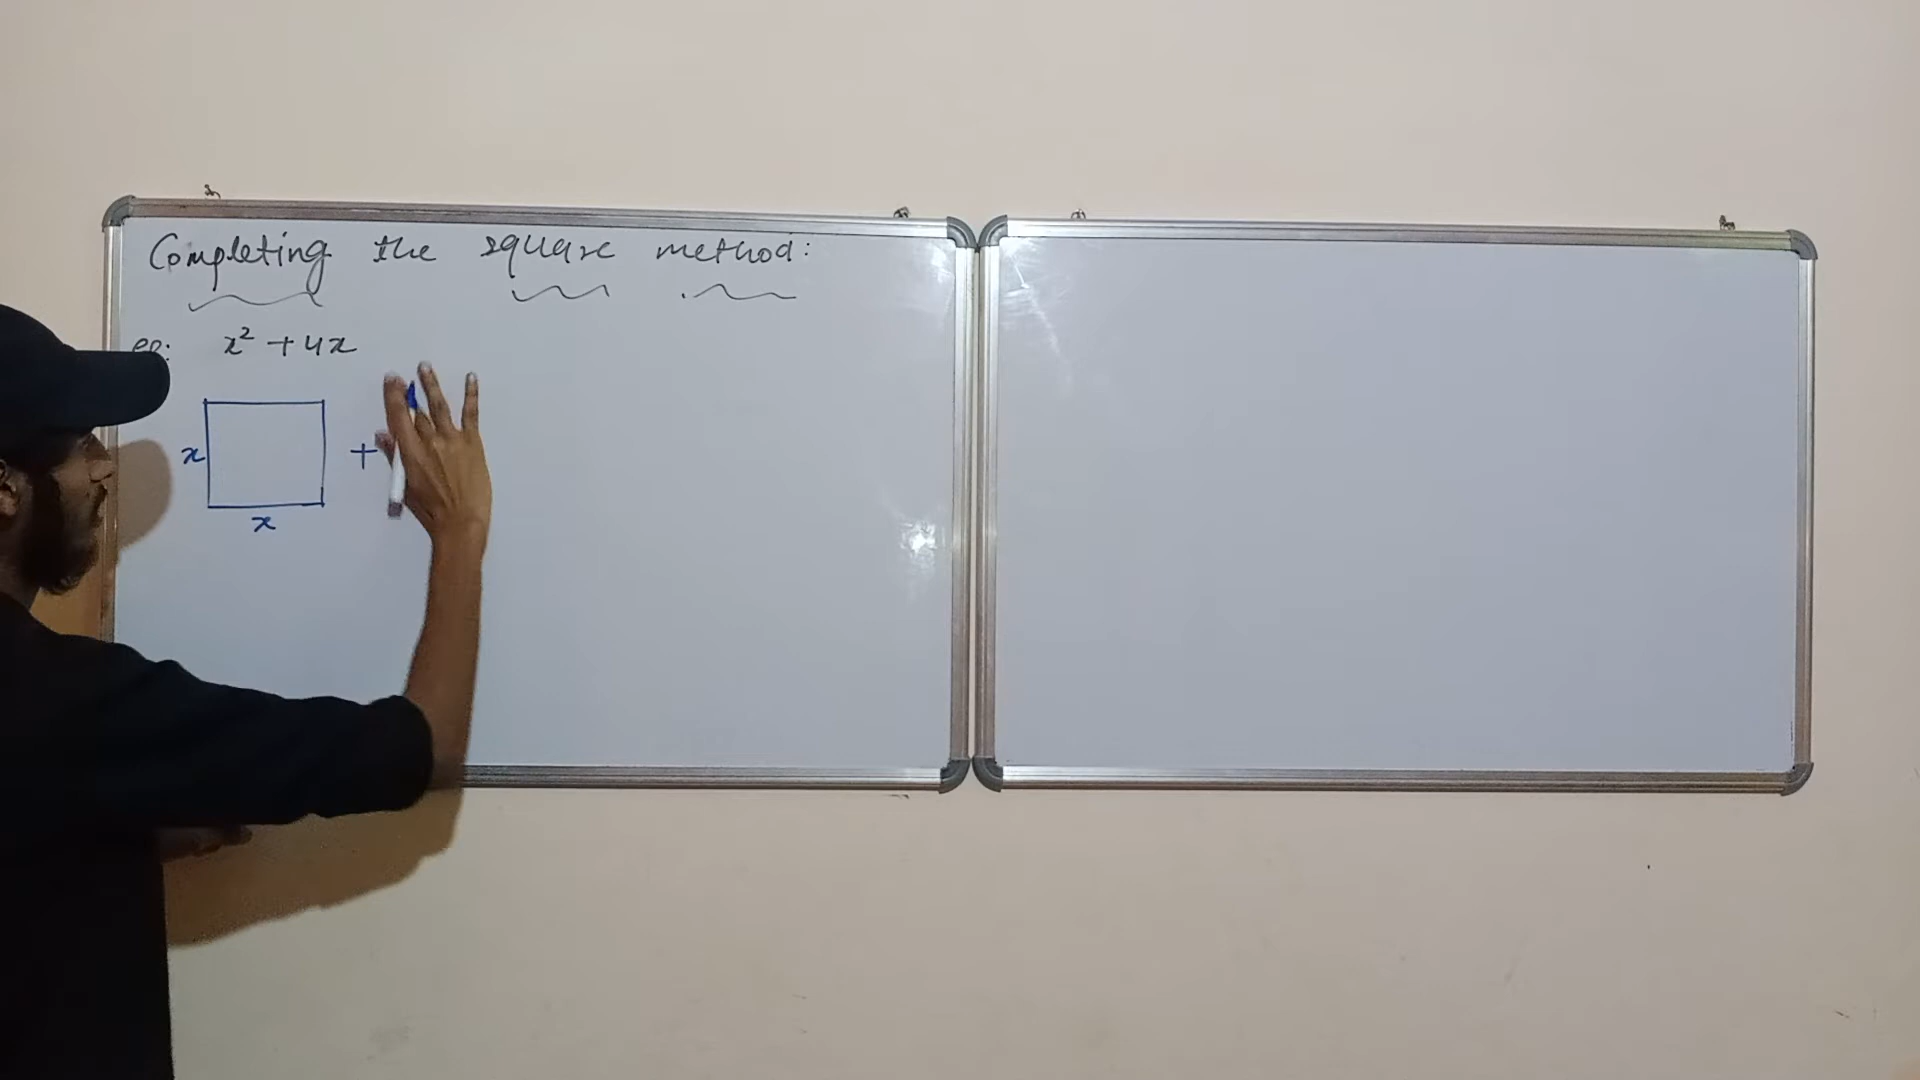 Completing the square method:
eg: x² + 4x
x +
x